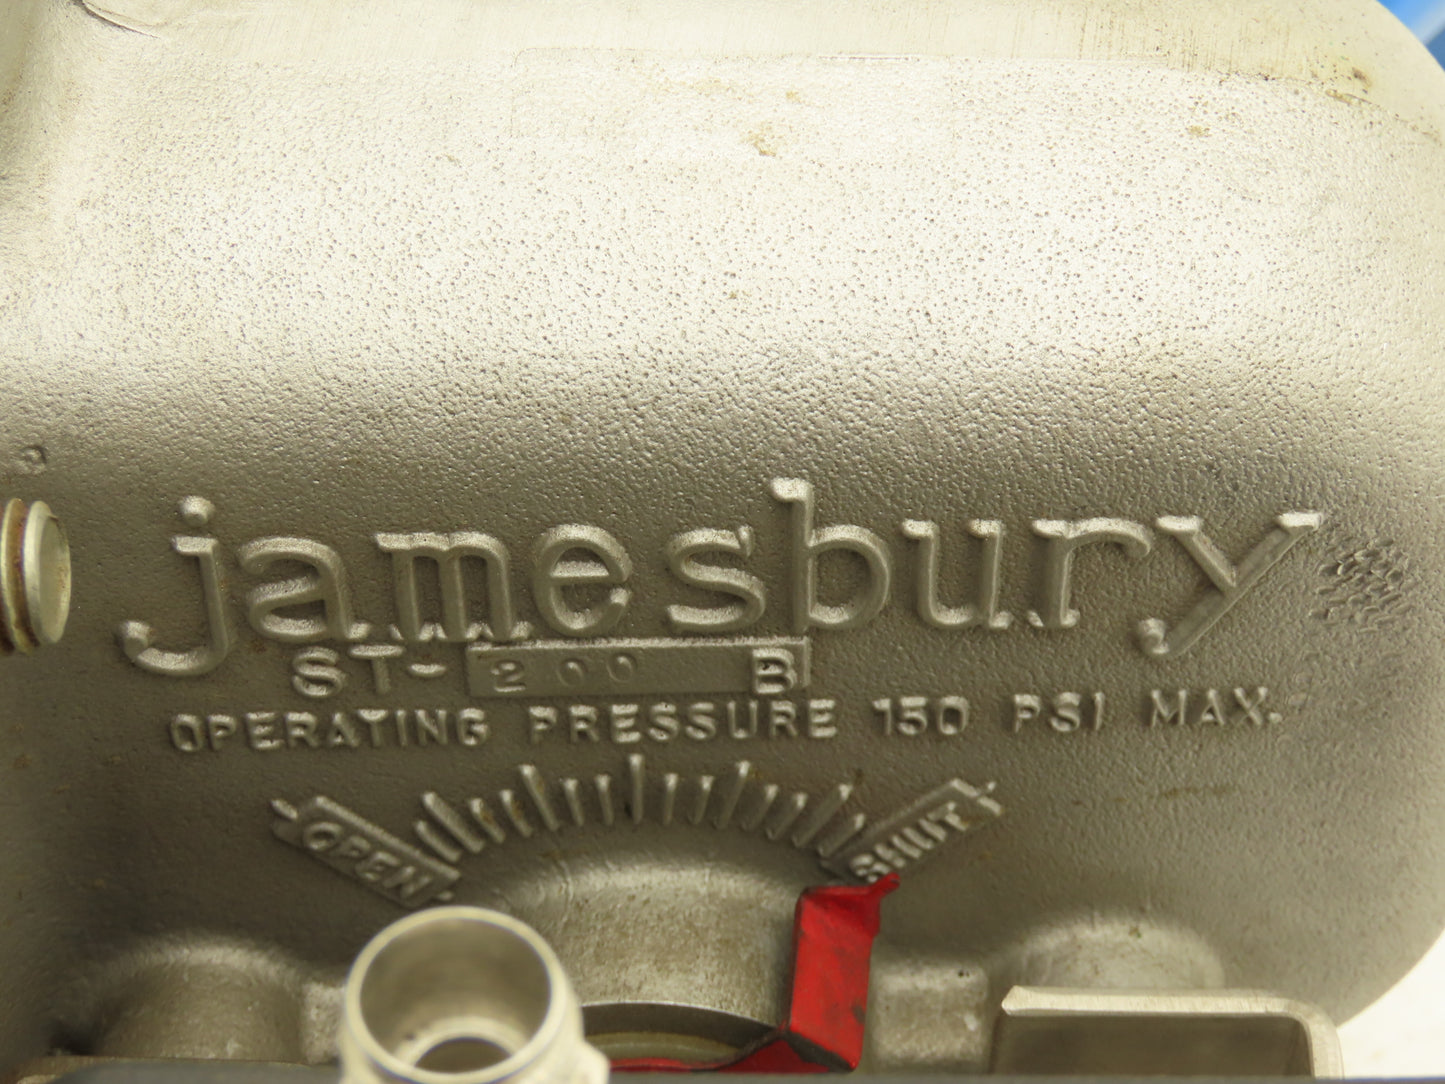 jamesbury
ST-200 B
OPERATING PRESSURE 150 PSI MAX.
OPEN
SHUT